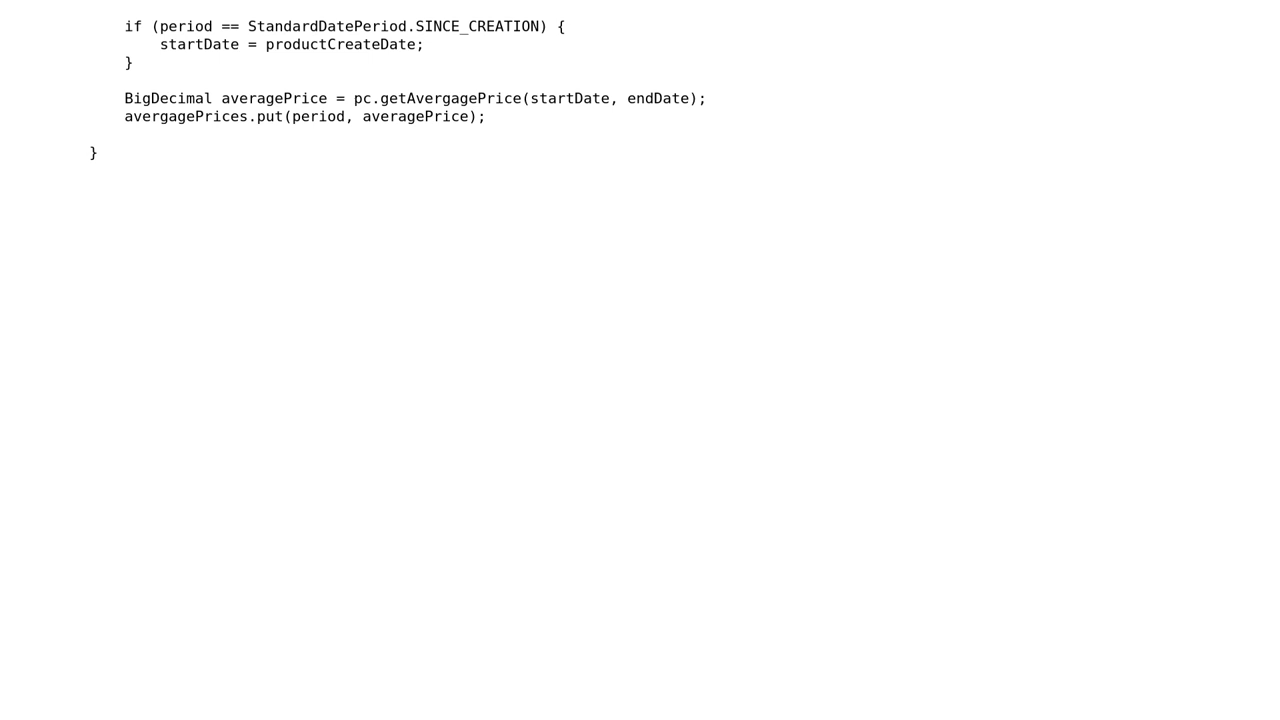 if (period == StandardDatePeriod.SINCE_CREATION) {
startDate = productCreateDate;
}
BigDecimal averagePrice = pc.getAvergagePrice(startDate, endDate);
avergagePrices.put(period, averagePrice);
}